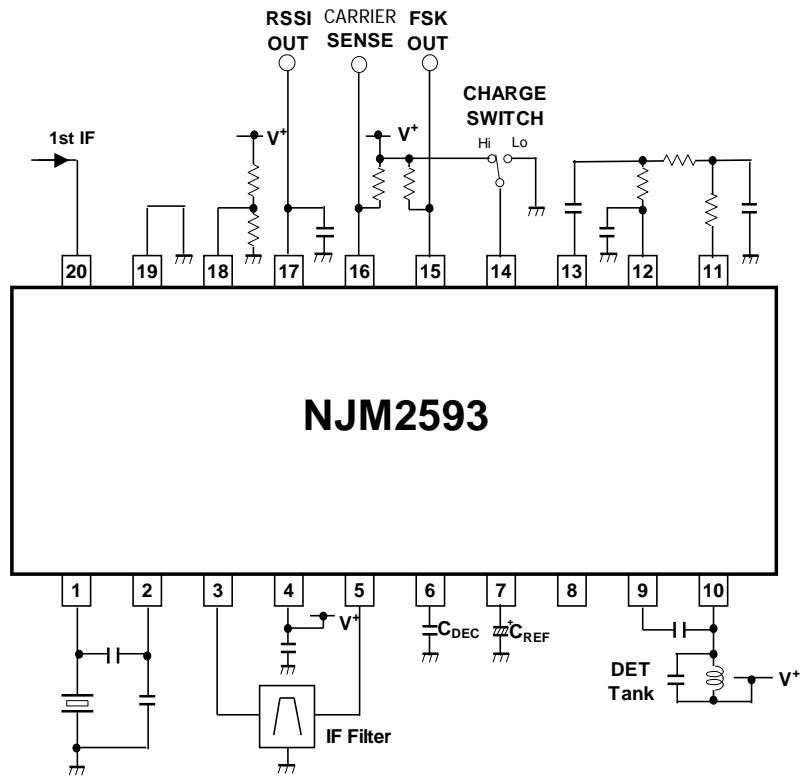 RSSI OUT
CARRIER SENSE
FSK OUT
CHARGE SWITCH
1st IF
V+
V+
Hi
Lo
20
19
18
17
16
15
14
13
12
11
NJM2593
1
2
3
4
5
6
7
8
9
10
V+
CDEC
+
CREF
DET Tank
V+
IF Filter